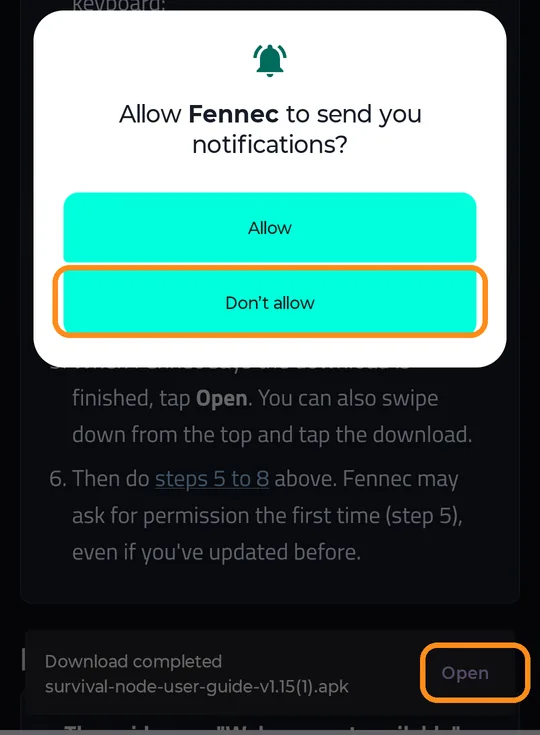 keyboard:
Allow Fennec to send you
notifications?
Allow
Don't allow
finished, tap Open. You can also swipe
down from the top and tap the download.
6. Then do steps 5 to 8 above. Fennec may
ask for permission the first time (step 5),
even if you've updated before.
Download completed
survival-node-user-guide-v1.15(1).apk
Open